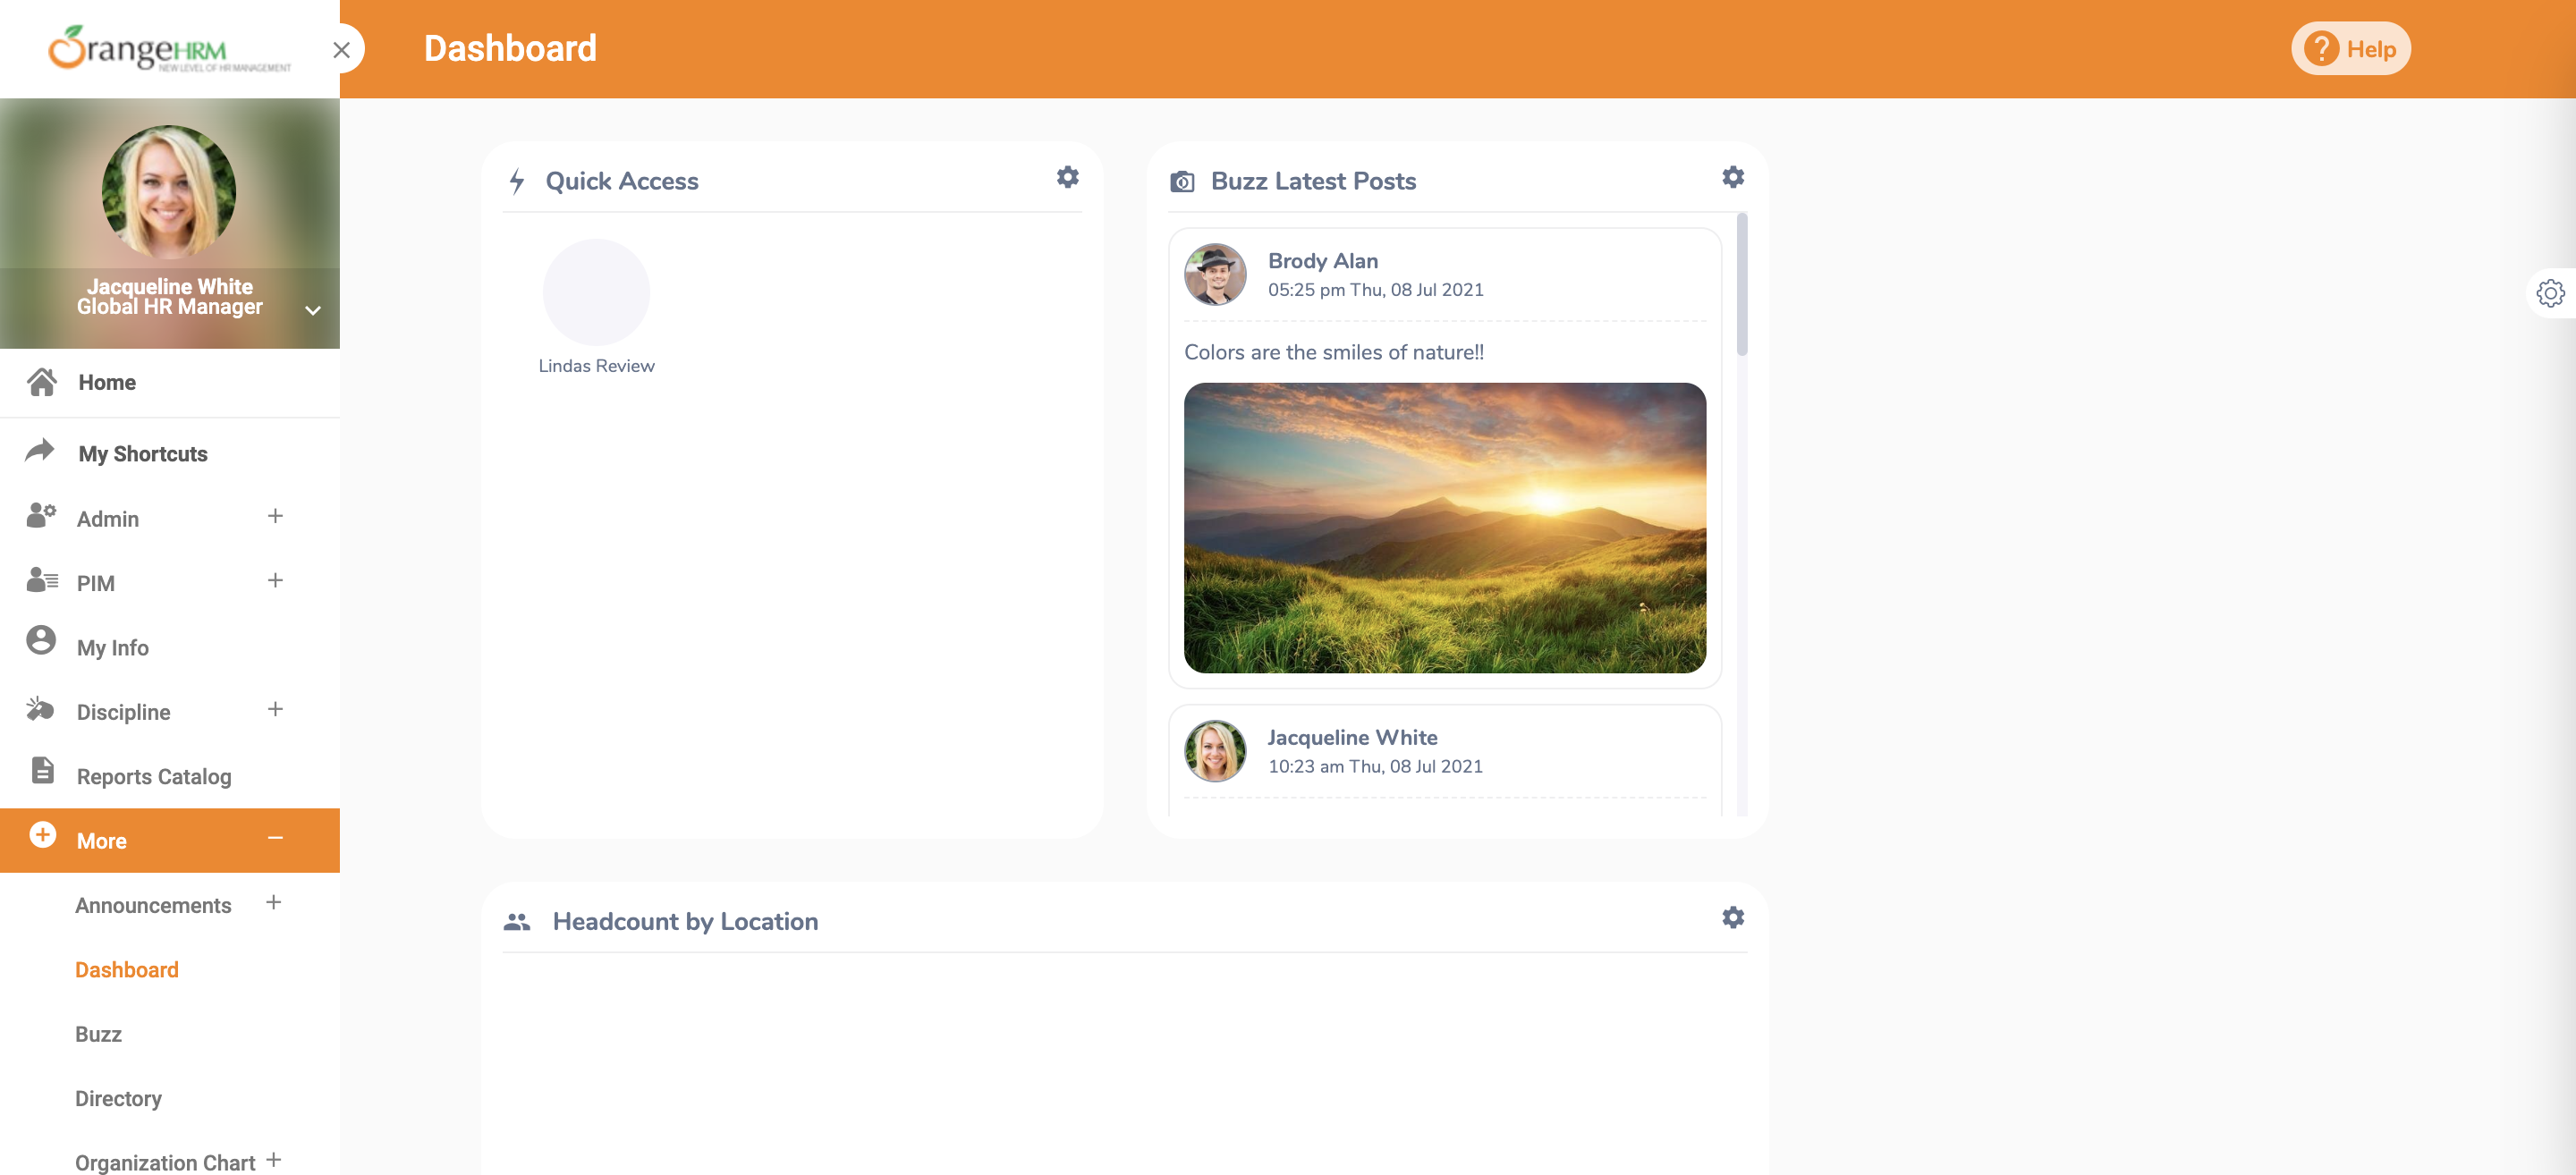 OrangeHRM
NEW LEVEL OF HR MANAGEMENT
Dashboard
Help
Jacqueline White
Global HR Manager
Home
My Shortcuts
Admin
PIM
My Info
Discipline
Reports Catalog
More
Announcements
Dashboard
Buzz
Directory
Organization Chart
Quick Access
Lindas Review
Buzz Latest Posts
Brody Alan
05:25 pm Thu, 08 Jul 2021
Colors are the smiles of nature!!
Jacqueline White
10:23 am Thu, 08 Jul 2021
Headcount by Location